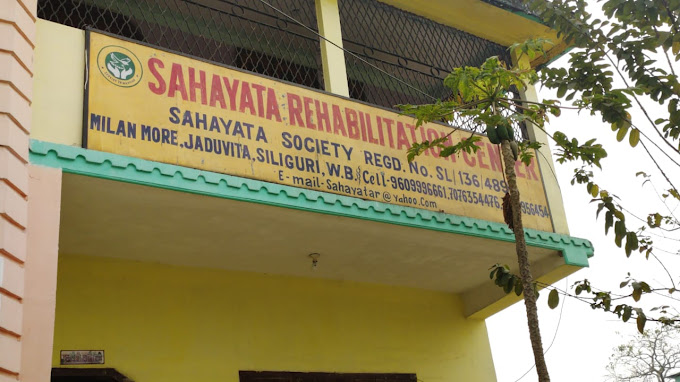 SAHAYATA REHABILITATION CENTER
SAHAYATA SOCIETY REGD. NO. SL/136/489
MILAN MORE, JADUVITA, SILIGURI, W.B./Cell-9609996661, 7076354476
E-mail-Sahayatar@yahoo.Com